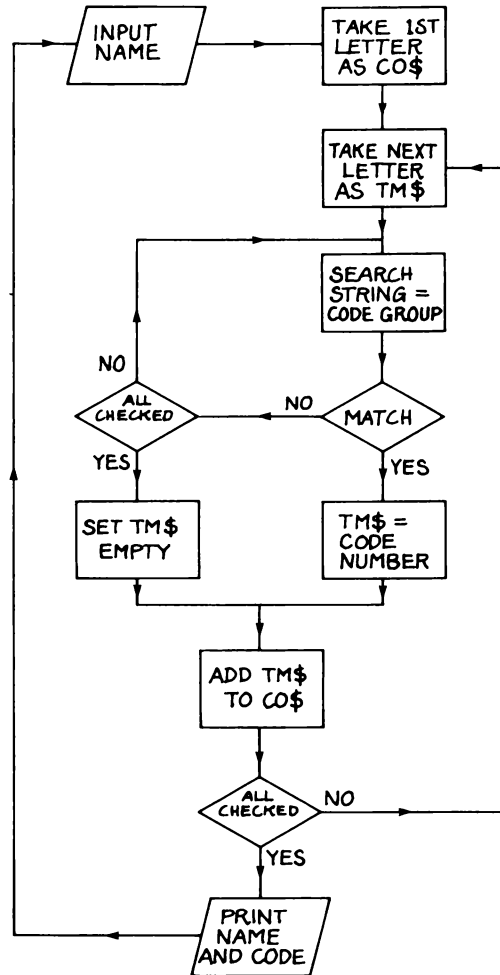 INPUT
NAME
TAKE 1ST
LETTER
AS CO$
TAKE NEXT
LETTER
AS TM$
SEARCH
STRING =
CODE GROUP
NO
ALL
CHECKED
NO
MATCH
YES
YES
SET TM$
EMPTY
TM$ =
CODE
NUMBER
ADD TM$
TO CO$
ALL
CHECKED
NO
YES
PRINT
NAME
AND CODE